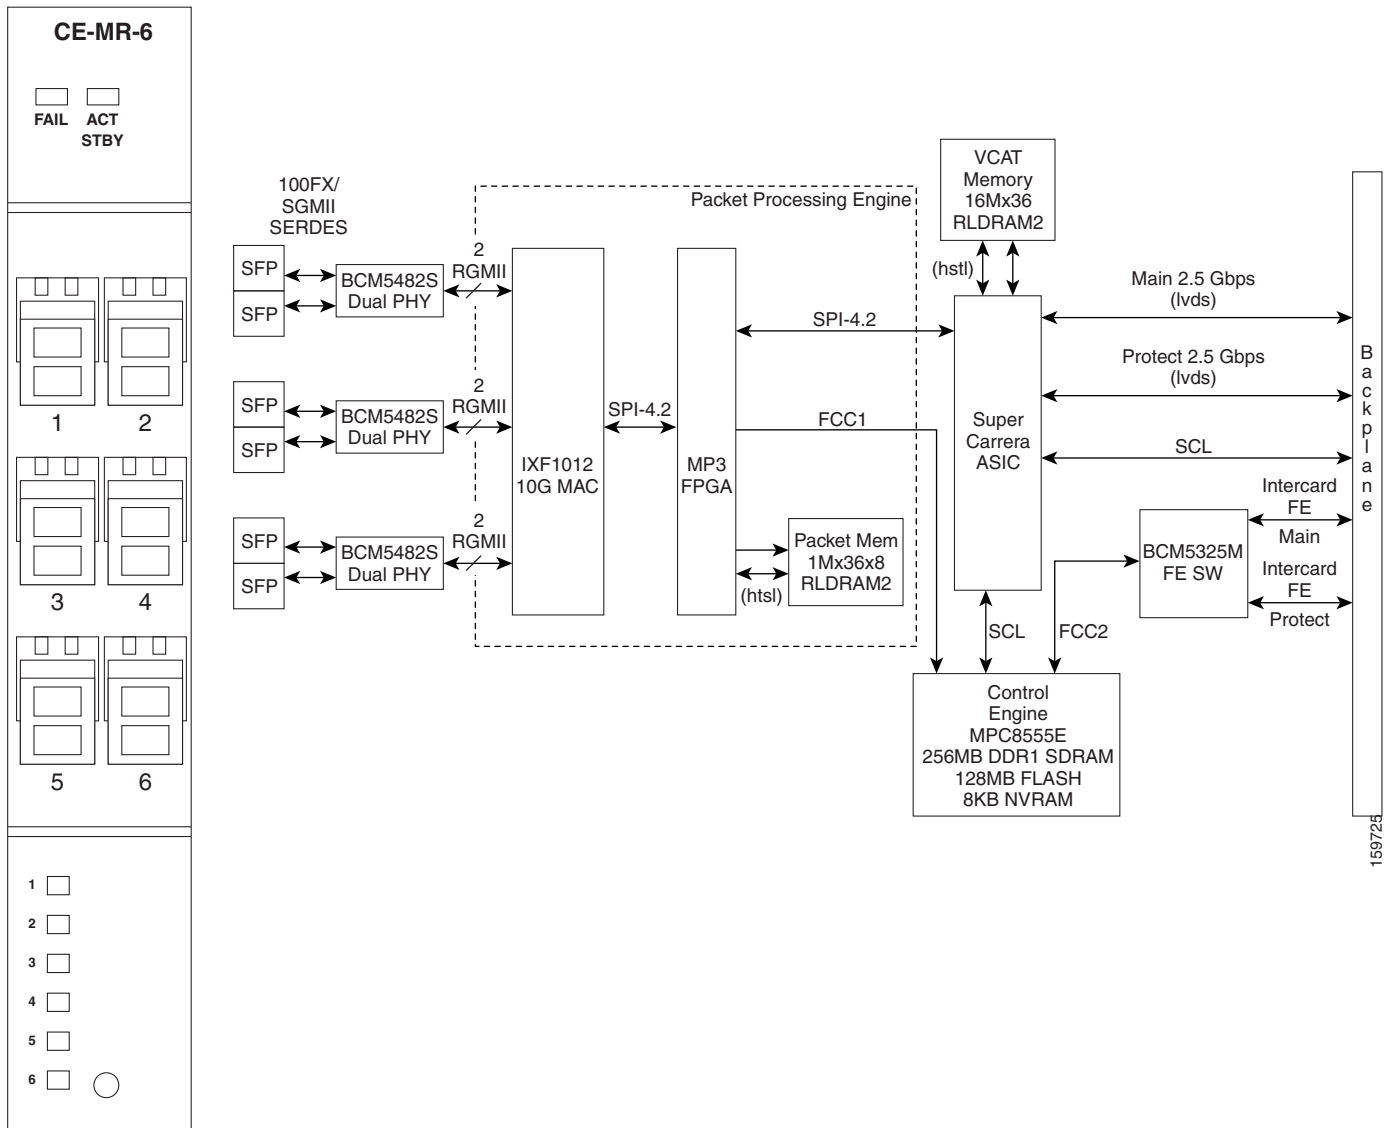 CE-MR-6
FAIL
ACT
STBY
1
2
3
4
5
6
1
2
3
4
5
6
100FX/
SGMII
SERDES
SFP
SFP
BCM5482S
Dual PHY
2
RGMII
SFP
SFP
BCM5482S
Dual PHY
2
RGMII
SFP
SFP
BCM5482S
Dual PHY
2
RGMII
Packet Processing Engine
IXF1012
10G MAC
SPI-4.2
MP3
FPGA
SPI-4.2
FCC1
Packet Mem
1Mx36x8
RLDRAM2
(htsl)
VCAT
Memory
16Mx36
RLDRAM2
(hstl)
Super
Carrera
ASIC
SCL
FCC2
Control
Engine
MPC8555E
256MB DDR1 SDRAM
128MB FLASH
8KB NVRAM
Main 2.5 Gbps
(lvds)
Protect 2.5 Gbps
(lvds)
SCL
BCM5325M
FE SW
Intercard
FE
Main
Intercard
FE
Protect
Backplane
159725